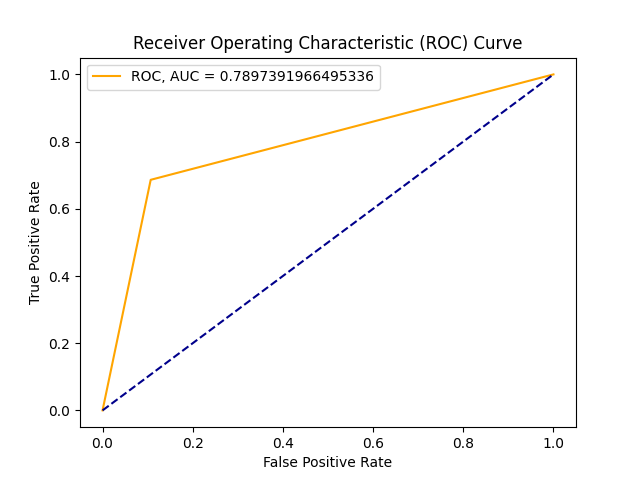 Receiver Operating Characteristic (ROC) Curve
ROC, AUC = 0.7897391966495336
1.0
0.8
0.6
0.4
0.2
0.0
True Positive Rate
0.0 0.2 0.4 0.6 0.8 1.0
False Positive Rate